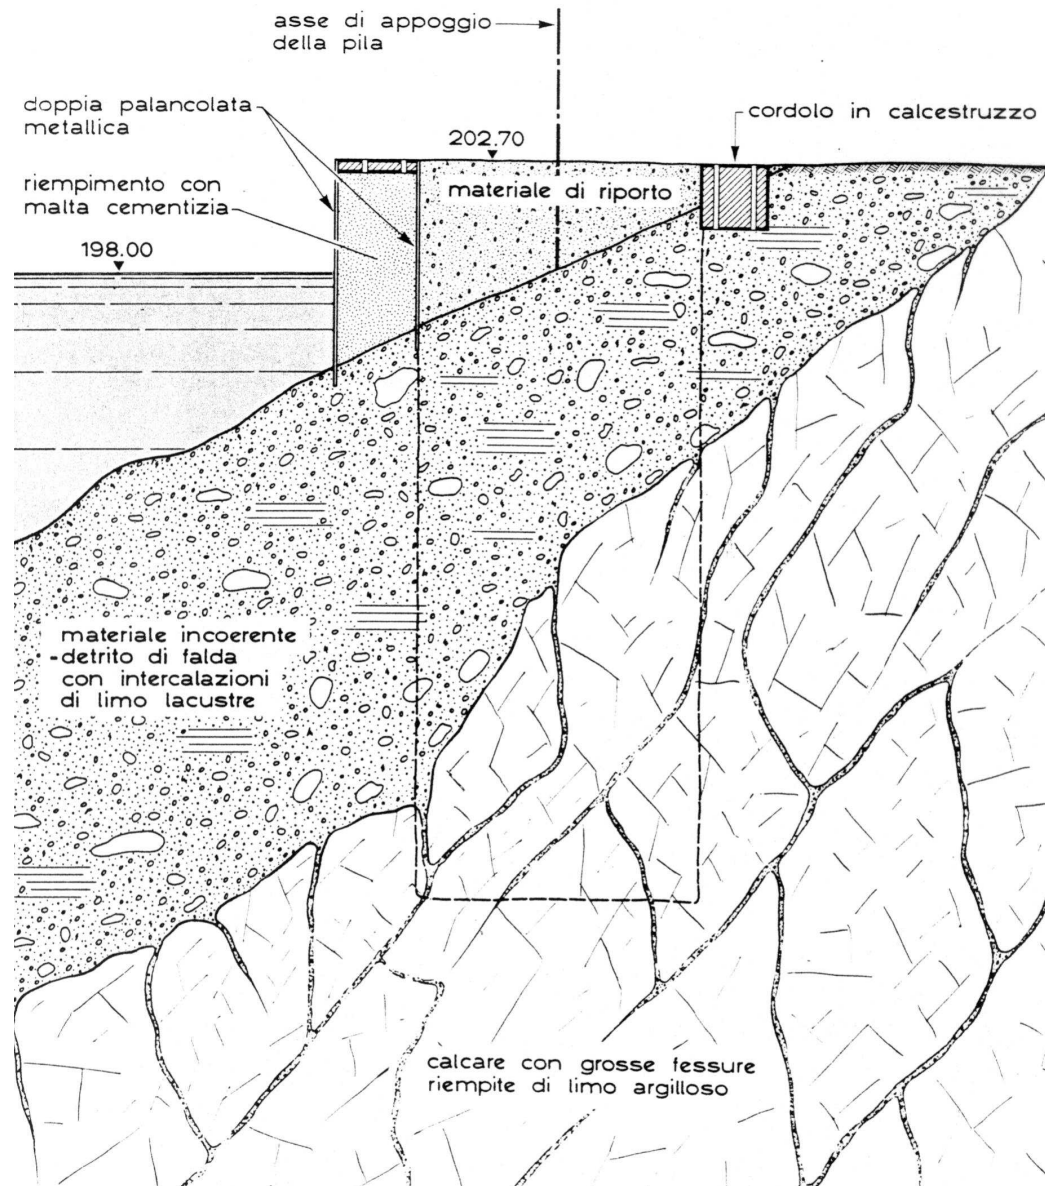 asse di appoggio
della pila
doppia palancolata
metallica
cordolo in calcestruzzo
202.70
riempimento con
malta cementizia
materiale di riporto
198.00
materiale incoerente
-detrito di falda
con intercalazioni
di limo lacustre
calcare con grosse fessure
riempite di limo argilloso